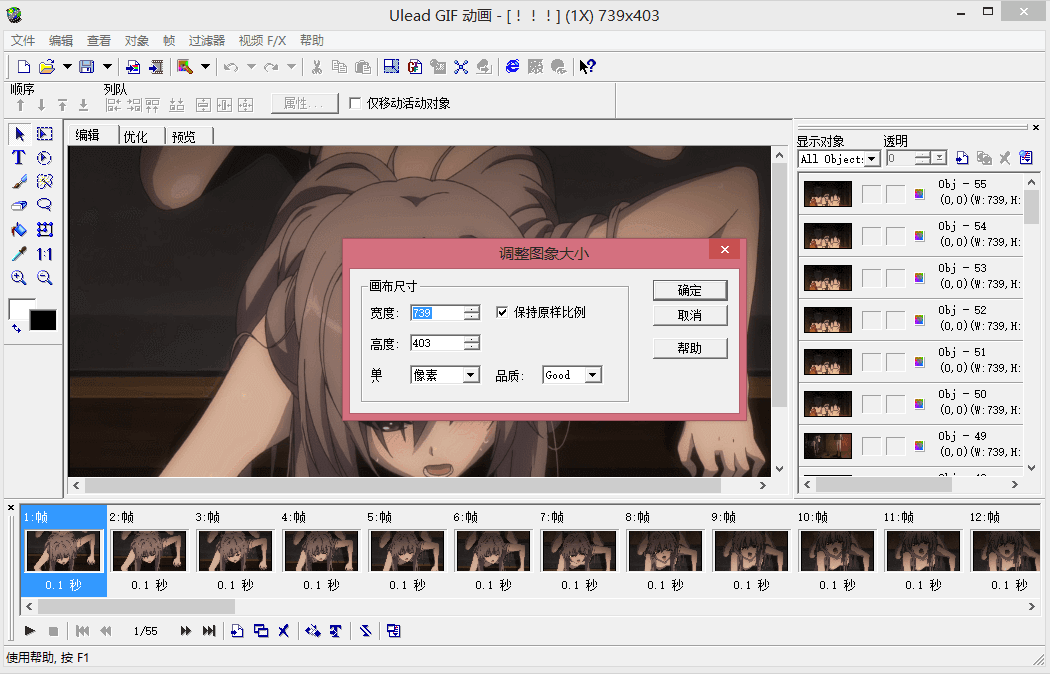 Ulead GIF 动画 - [ ! ! ! ] (1X) 739x403
文件 编辑 查看 对象 帧 过滤器 视频 F/X 帮助
顺序 列队
属性... 仅移动活动对象
编辑 优化 预览
1:1
显示对象 透明
All Object: 0
Obj - 55
(0,0)(W:739,H:
Obj - 54
(0,0)(W:739,H:
Obj - 53
(0,0)(W:739,H:
Obj - 52
(0,0)(W:739,H:
Obj - 51
(0,0)(W:739,H:
Obj - 50
(0,0)(W:739,H:
Obj - 49
(0,0)(W:739,H:
调整图象大小
画布尺寸
宽度: 739 保持原样比例
高度: 403
单 像素 品质: Good
确定
取消
帮助
1:帧 2:帧 3:帧 4:帧 5:帧 6:帧 7:帧 8:帧 9:帧 10:帧 11:帧 12:帧
0.1 秒 0.1 秒 0.1 秒 0.1 秒 0.1 秒 0.1 秒 0.1 秒 0.1 秒 0.1 秒 0.1 秒 0.1 秒 0.1 秒
1/55
使用帮助, 按 F1